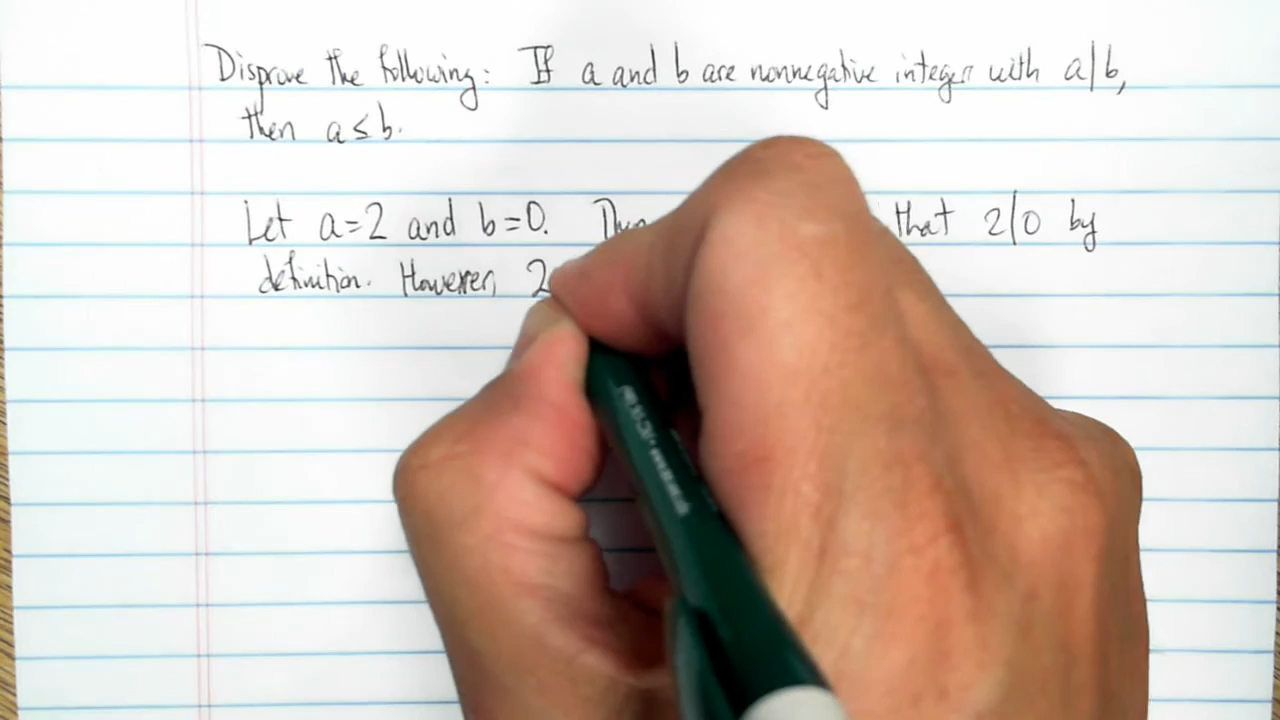 Disprove the following: If a and b are nonnegative integers with a|b,
then a ≤ b.
Let a=2 and b=0. that 2|0 by
definition. However, 2